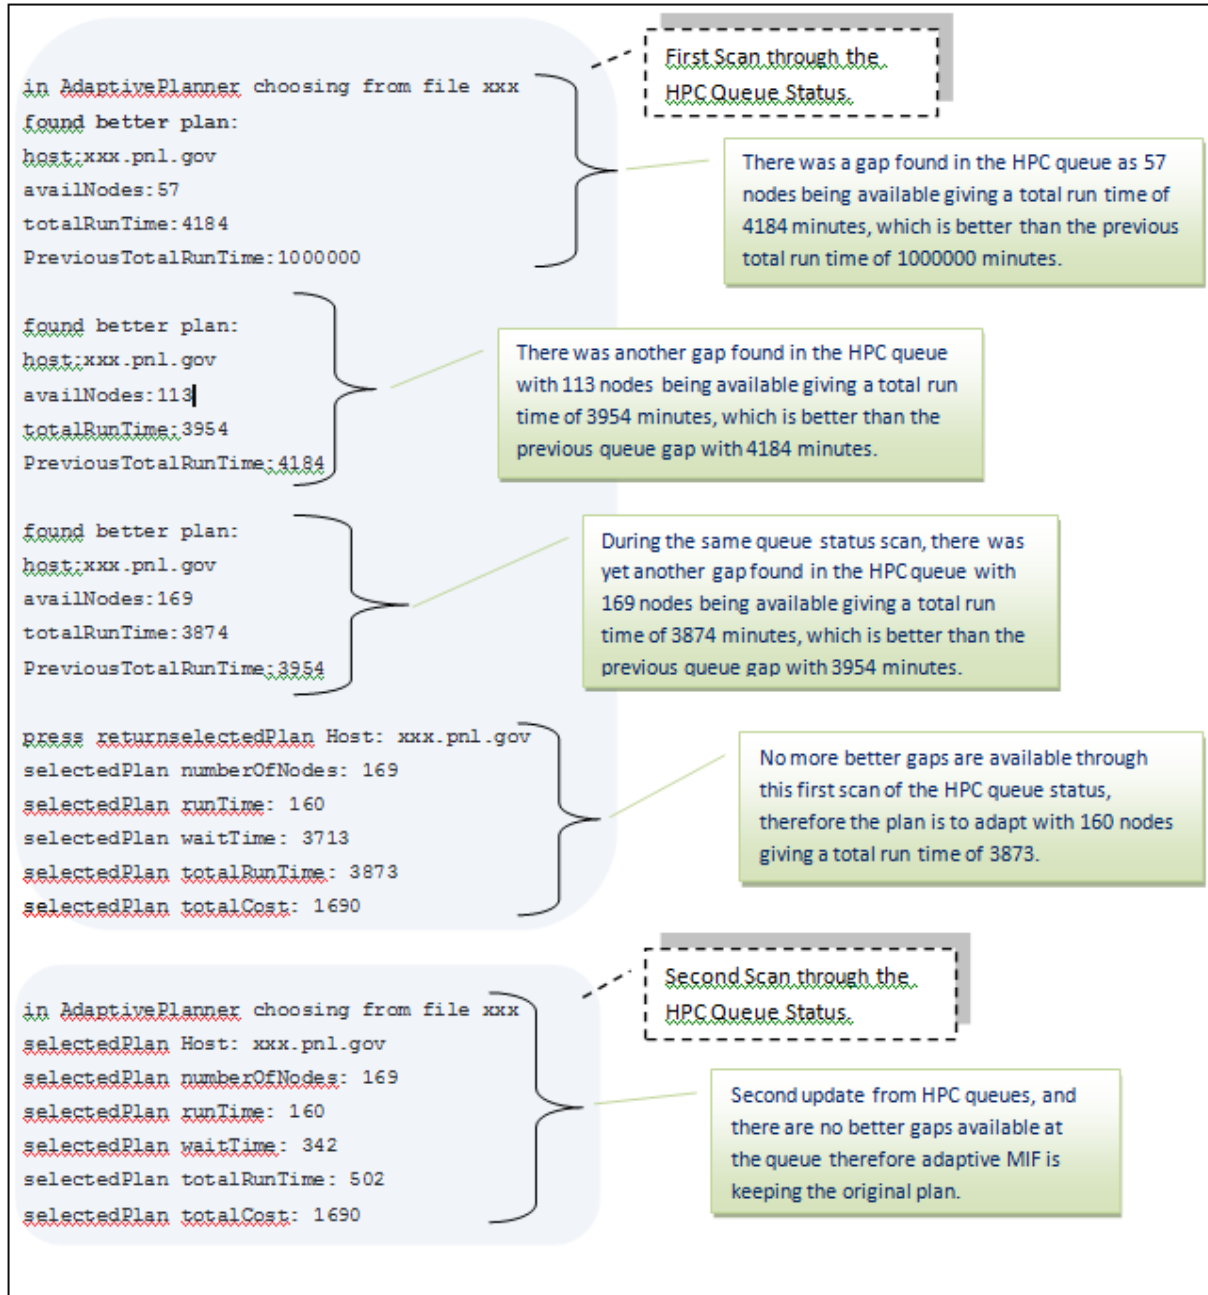 First Scan through the
HPC Queue Status.
in AdaptivePlanner choosing from file xxx
found better plan:
host:xxx.pnl.gov
availNodes:57
totalRunTime:4184
PreviousTotalRunTime:1000000
There was a gap found in the HPC queue as 57
nodes being available giving a total run time of
4184 minutes, which is better than the previous
total run time of 1000000 minutes.
found better plan:
host:xxx.pnl.gov
availNodes:113
totalRunTime:3954
PreviousTotalRunTime:4184
There was another gap found in the HPC queue
with 113 nodes being available giving a total run
time of 3954 minutes, which is better than the
previous queue gap with 4184 minutes.
found better plan:
host:xxx.pnl.gov
availNodes:169
totalRunTime:3874
PreviousTotalRunTime:3954
During the same queue status scan, there was
yet another gap found in the HPC queue with
169 nodes being available giving a total run
time of 3874 minutes, which is better than the
previous queue gap with 3954 minutes.
press returnselectedPlan Host: xxx.pnl.gov
selectedPlan numberOfNodes: 169
selectedPlan runTime: 160
selectedPlan waitTime: 3713
selectedPlan totalRunTime: 3873
selectedPlan totalCost: 1690
No more better gaps are available through
this first scan of the HPC queue status,
therefore the plan is to adapt with 160 nodes
giving a total run time of 3873.
Second Scan through the
HPC Queue Status.
in AdaptivePlanner choosing from file xxx
selectedPlan Host: xxx.pnl.gov
selectedPlan numberOfNodes: 169
selectedPlan runTime: 160
selectedPlan waitTime: 342
selectedPlan totalRunTime: 502
selectedPlan totalCost: 1690
Second update from HPC queues, and
there are no better gaps available at
the queue therefore adaptive MIF is
keeping the original plan.